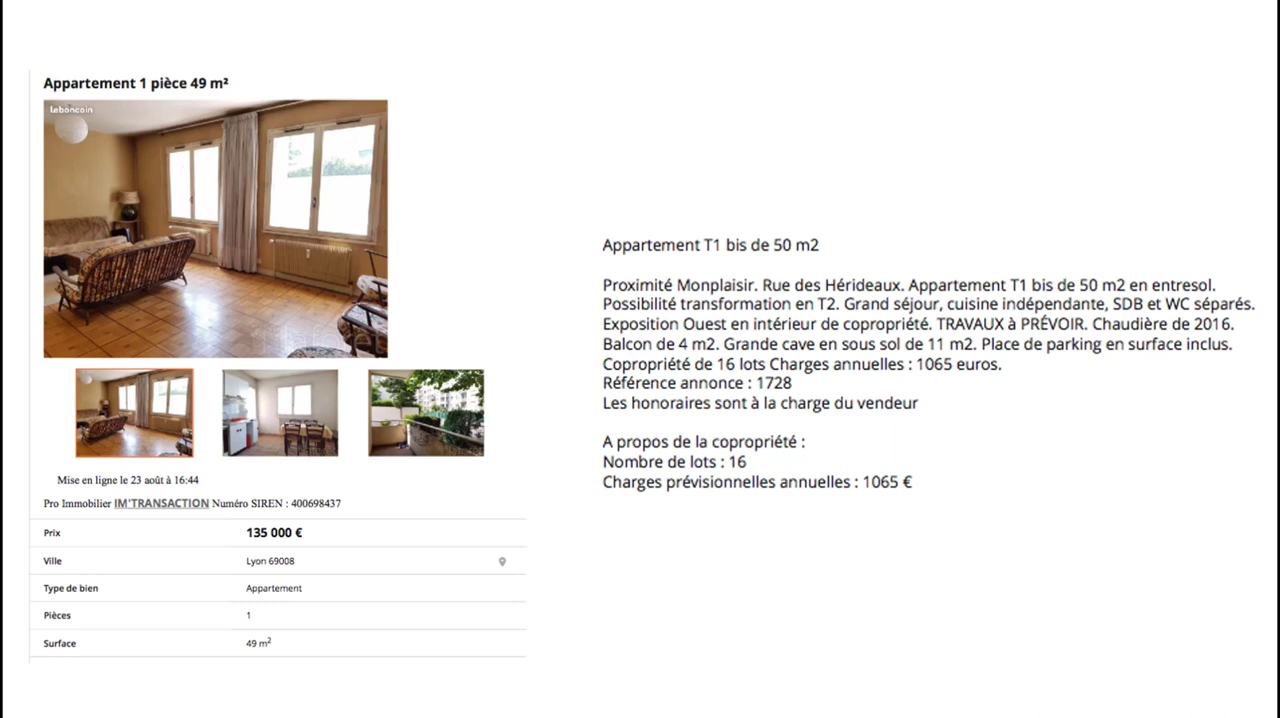 Appartement 1 pièce 49 m²
leboncoin
Mise en ligne le 23 août à 16:44
Pro Immobilier IM'TRANSACTION Numéro SIREN : 400698437
Prix 135 000 €
Ville Lyon 69008
Type de bien Appartement
Pièces 1
Surface 49 m²
Appartement T1 bis de 50 m2
Proximité Monplaisir. Rue des Hérideaux. Appartement T1 bis de 50 m2 en entresol.
Possibilité transformation en T2. Grand séjour, cuisine indépendante, SDB et WC séparés.
Exposition Ouest en intérieur de copropriété. TRAVAUX à PRÉVOIR. Chaudière de 2016.
Balcon de 4 m2. Grande cave en sous sol de 11 m2. Place de parking en surface inclus.
Copropriété de 16 lots Charges annuelles : 1065 euros.
Référence annonce : 1728
Les honoraires sont à la charge du vendeur
A propos de la copropriété :
Nombre de lots : 16
Charges prévisionnelles annuelles : 1065 €